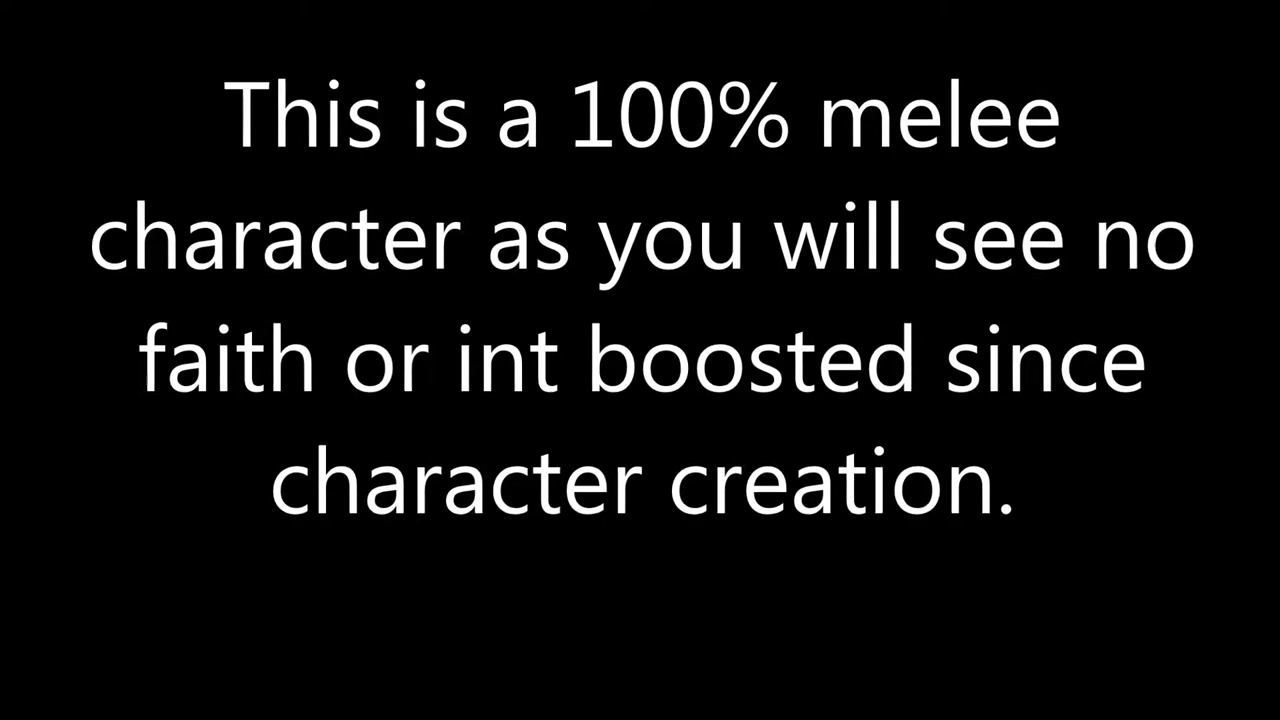 This is a 100% melee
character as you will see no
faith or int boosted since
character creation.